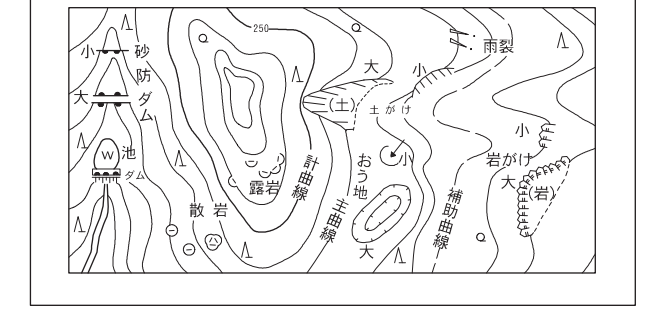 250
小 砂防ダム
大
W 池
ダム
散岩
露岩
計曲線
主曲線
(土)
大
土がけ
小
おう地
小
大
補助曲線
雨裂
小
岩がけ
大
(岩)